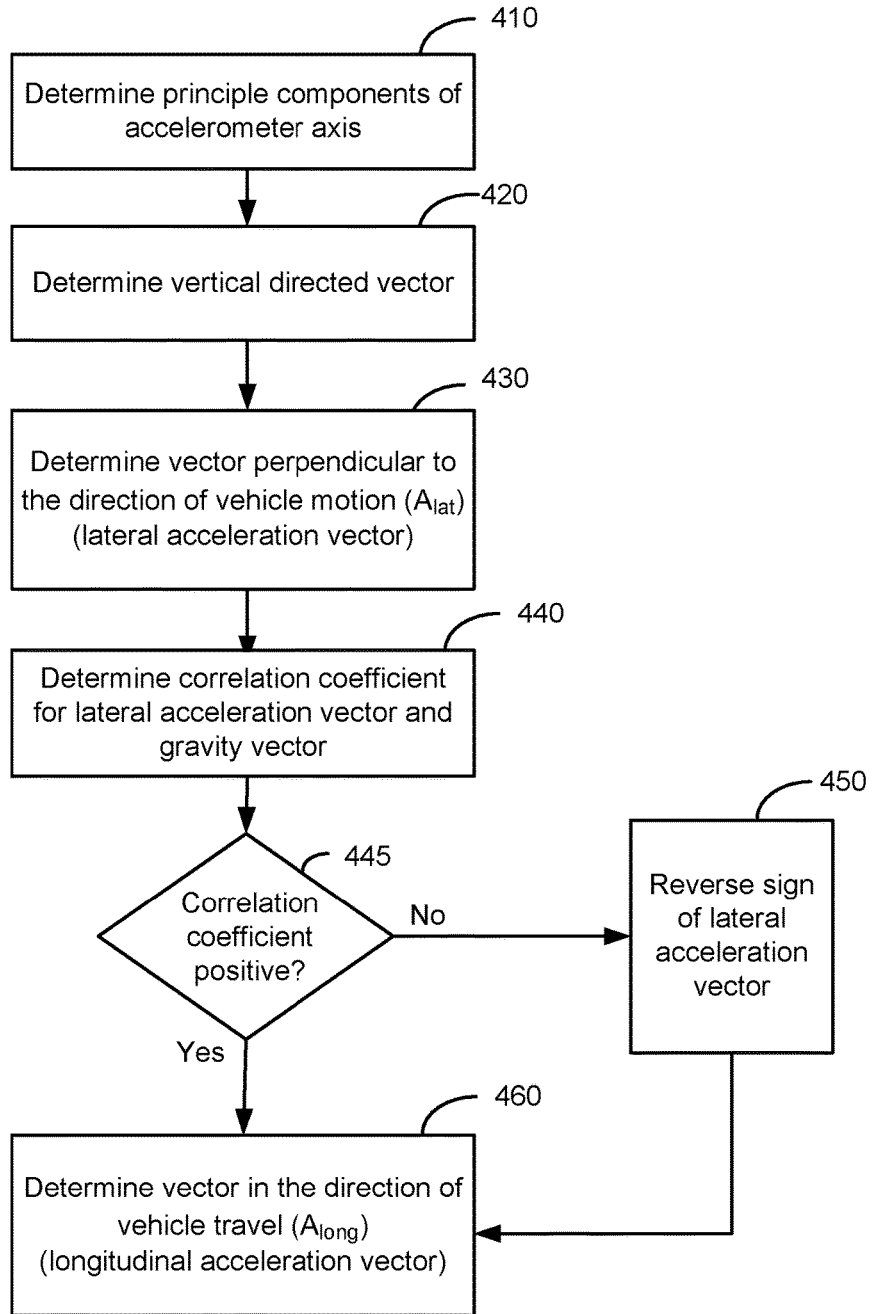 410
Determine principle components of
accelerometer axis
420
Determine vertical directed vector
430
Determine vector perpendicular to
the direction of vehicle motion (Alat)
(lateral acceleration vector)
440
Determine correlation coefficient
for lateral acceleration vector and
gravity vector
445
Correlation
coefficient
positive?
No
450
Reverse sign
of lateral
acceleration
vector
Yes
460
Determine vector in the direction of
vehicle travel (Along)
(longitudinal acceleration vector)